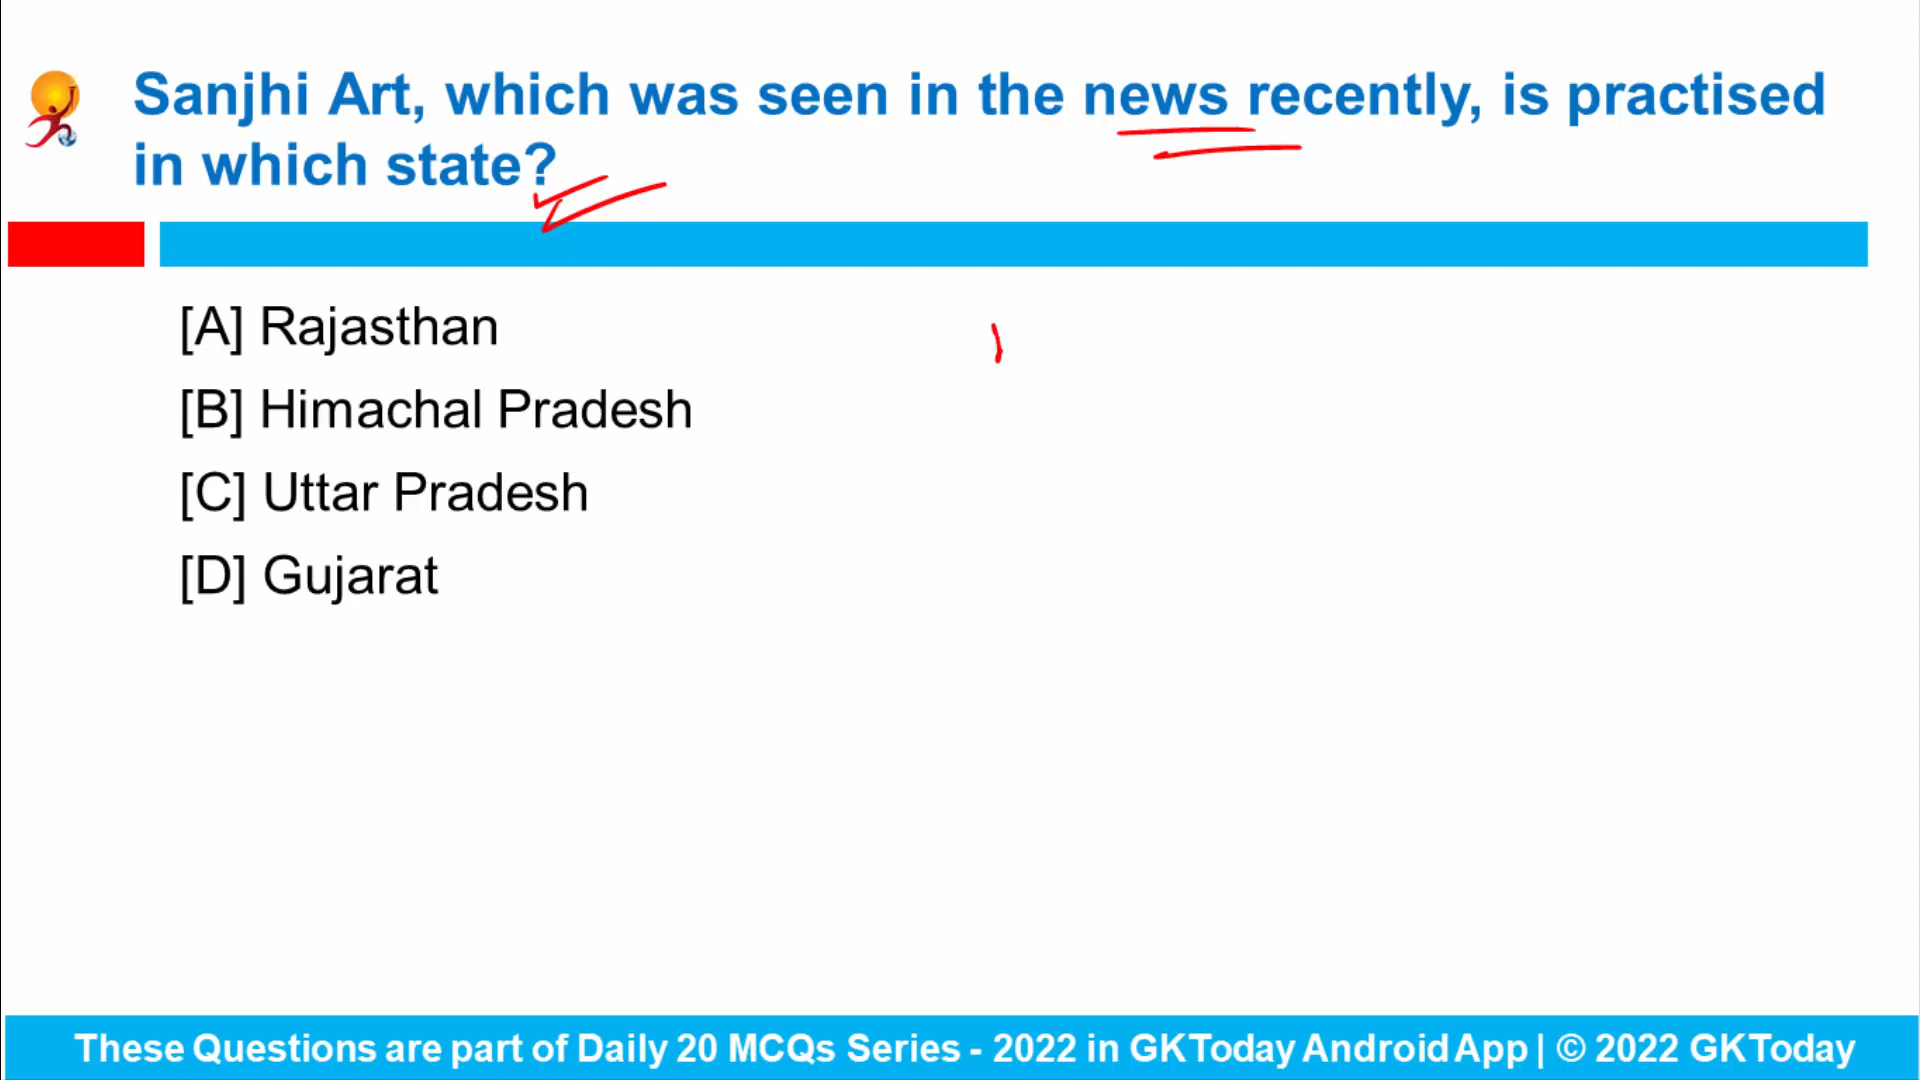 Sanjhi Art, which was seen in the news recently, is practised
in which state?
[A] Rajasthan
[B] Himachal Pradesh
[C] Uttar Pradesh
[D] Gujarat
These Questions are part of Daily 20 MCQs Series - 2022 in GKToday Android App | © 2022 GKToday